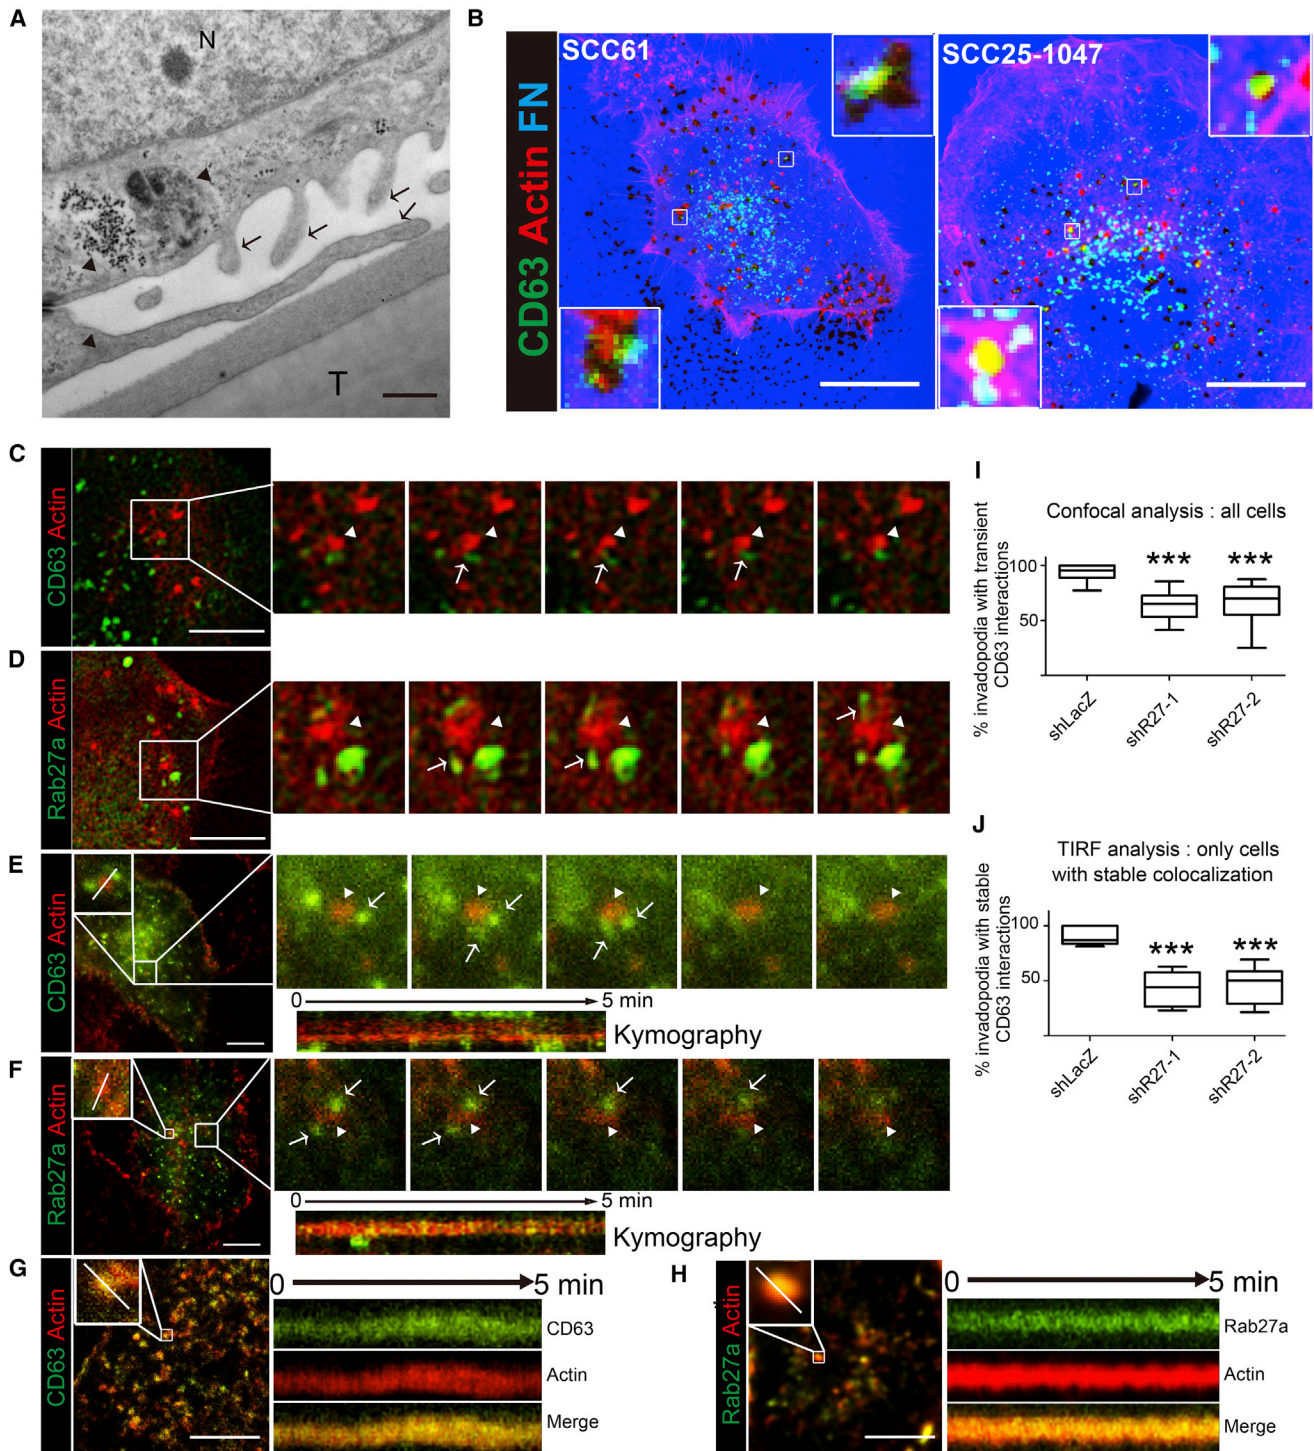 A
N
T
B
CD63 Actin FN
SCC61
SCC25-1047
C
CD63 Actin
D
Rab27a Actin
E
CD63 Actin
0
5 min
Kymography
F
Rab27a Actin
0
5 min
Kymography
G
CD63 Actin
0
5 min
CD63
Actin
Merge
H
Rab27a Actin
0
5 min
Rab27a
Actin
Merge
I
Confocal analysis : all cells
% invadopodia with transient
CD63 interactions
100
50
***
***
shLacZ
shR27-1
shR27-2
J
TIRF analysis : only cells
with stable colocalization
% invadopodia with stable
CD63 interactions
100
50
***
***
shLacZ
shR27-1
shR27-2